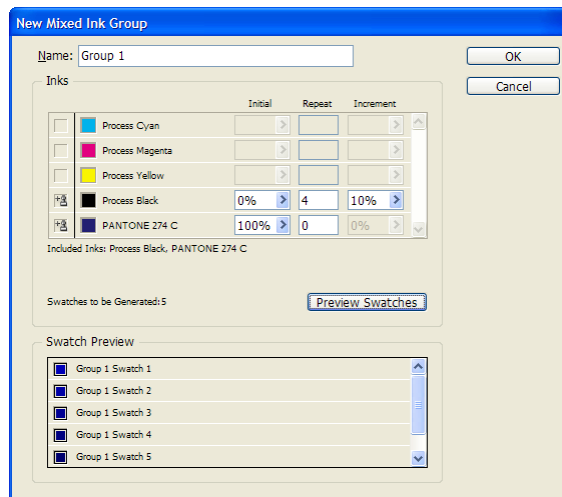 New Mixed Ink Group
Name: Group 1
OK
Cancel
Inks
Initial Repeat Increment
Process Cyan
Process Magenta
Process Yellow
Process Black 0% 4 10%
PANTONE 274 C 100% 0 0%
Included Inks: Process Black, PANTONE 274 C
Swatches to be Generated:5 Preview Swatches
Swatch Preview
Group 1 Swatch 1
Group 1 Swatch 2
Group 1 Swatch 3
Group 1 Swatch 4
Group 1 Swatch 5